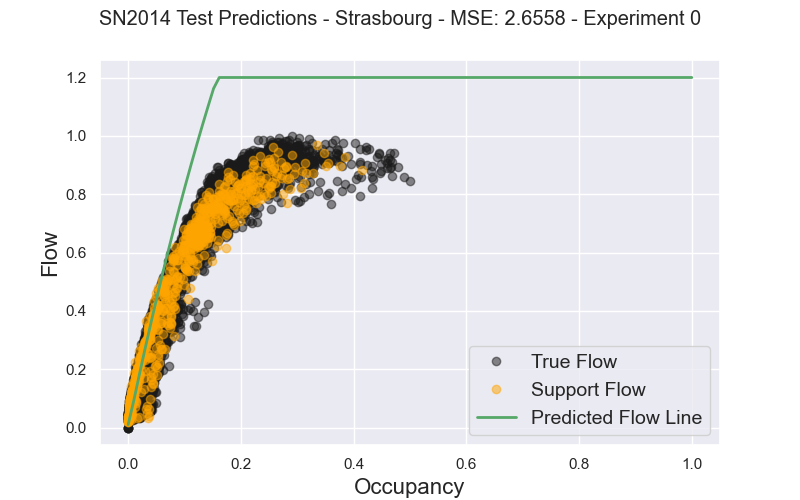 SN2014 Test Predictions - Strasbourg - MSE: 2.6558 - Experiment 0
Flow
1.2
1.0
0.8
0.6
0.4
0.2
0.0
0.0 0.2 0.4 0.6 0.8 1.0
Occupancy
True Flow
Support Flow
Predicted Flow Line